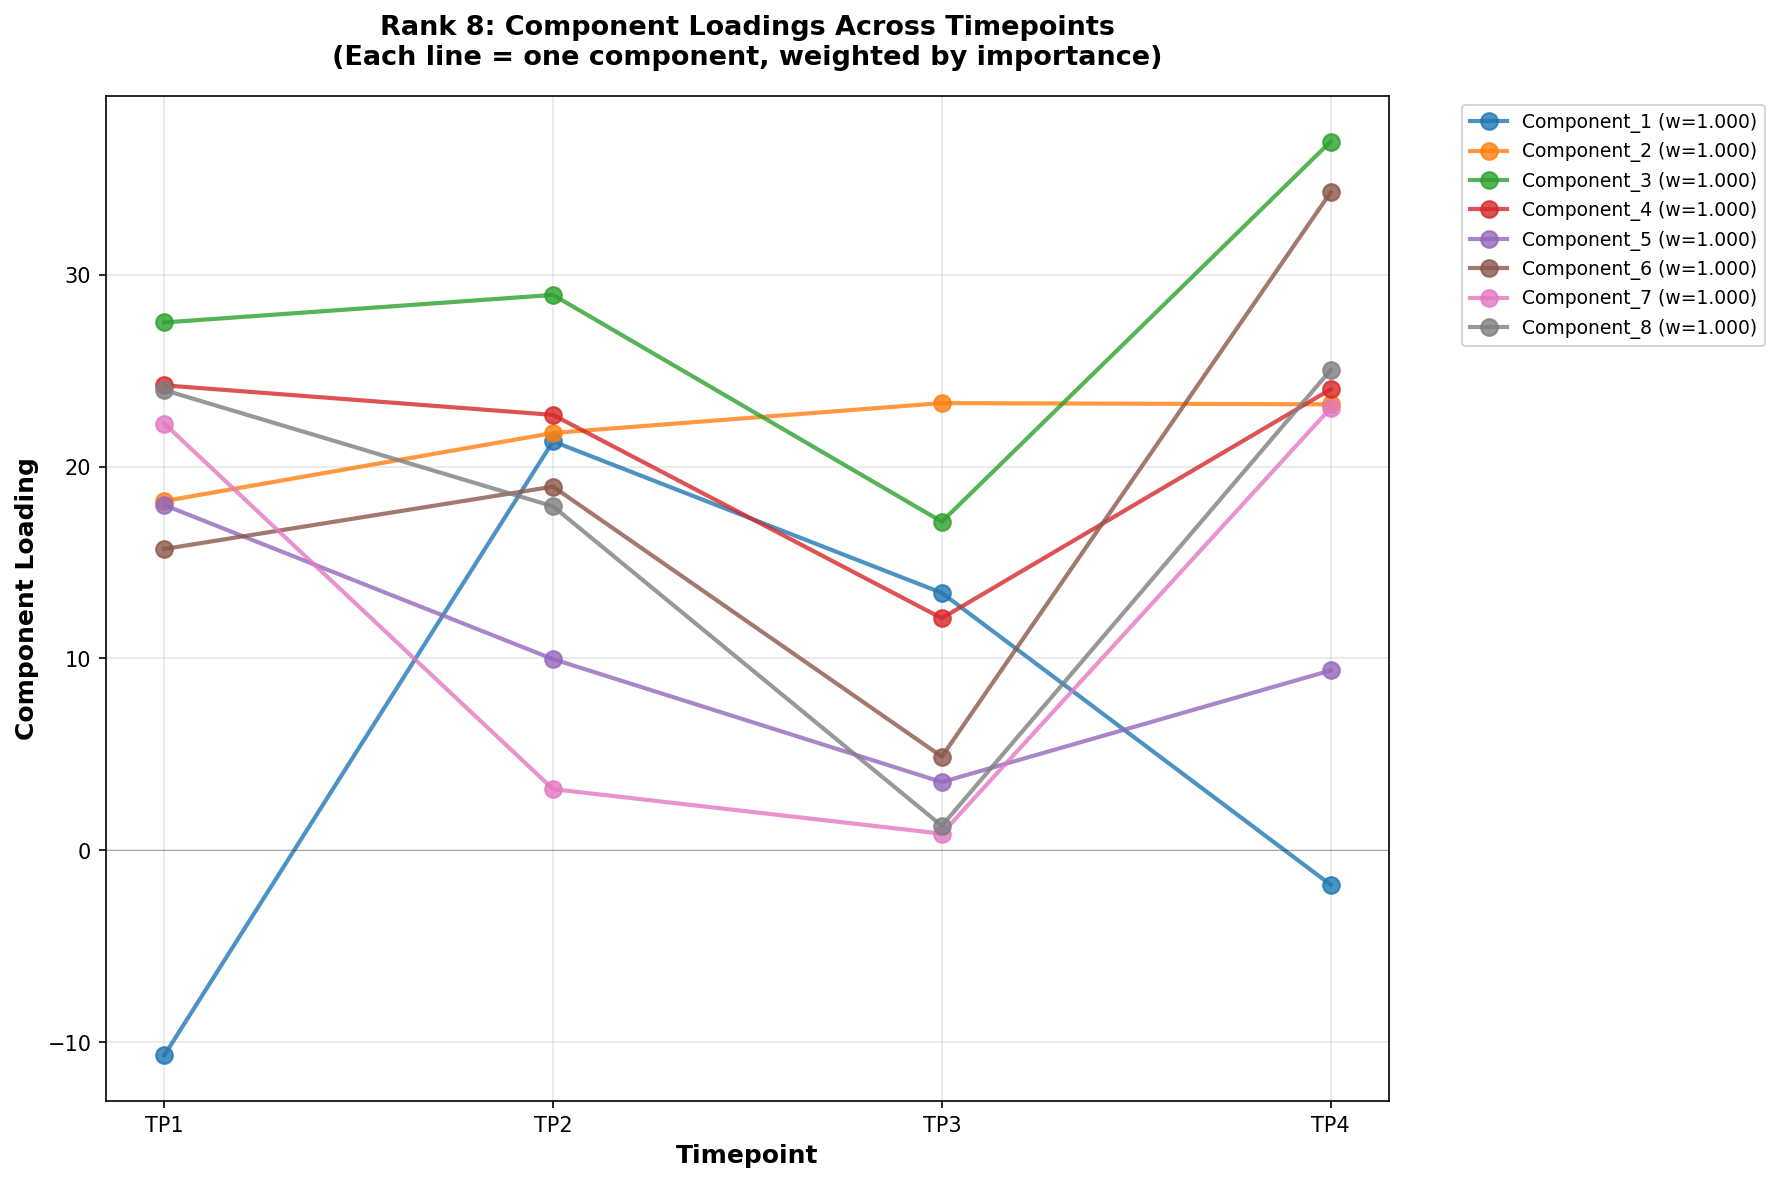 Rank 8: Component Loadings Across Timepoints
(Each line = one component, weighted by importance)
Component Loading
30
20
10
0
−10
TP1
TP2
TP3
TP4
Timepoint
Component_1 (w=1.000)
Component_2 (w=1.000)
Component_3 (w=1.000)
Component_4 (w=1.000)
Component_5 (w=1.000)
Component_6 (w=1.000)
Component_7 (w=1.000)
Component_8 (w=1.000)